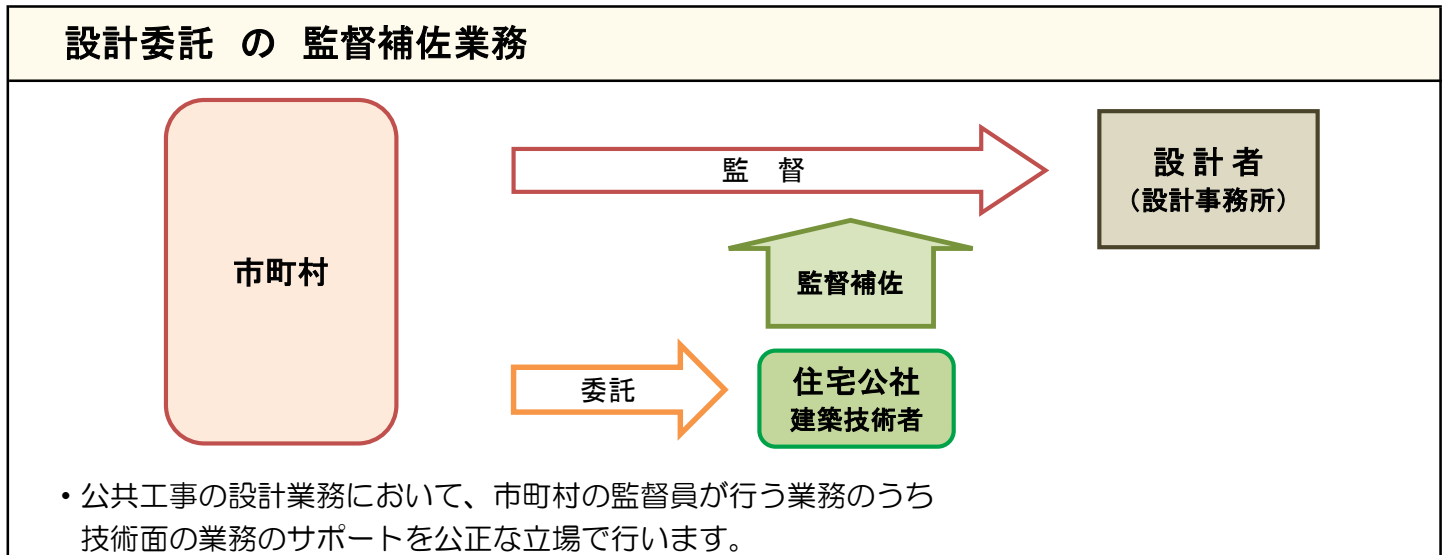 設計委託 の 監督補佐業務
監 督
設計者
（設計事務所）
市町村
監督補佐
委託
住宅公社
建築技術者
・公共工事の設計業務において、市町村の監督員が行う業務のうち
技術面の業務のサポートを公正な立場で行います。